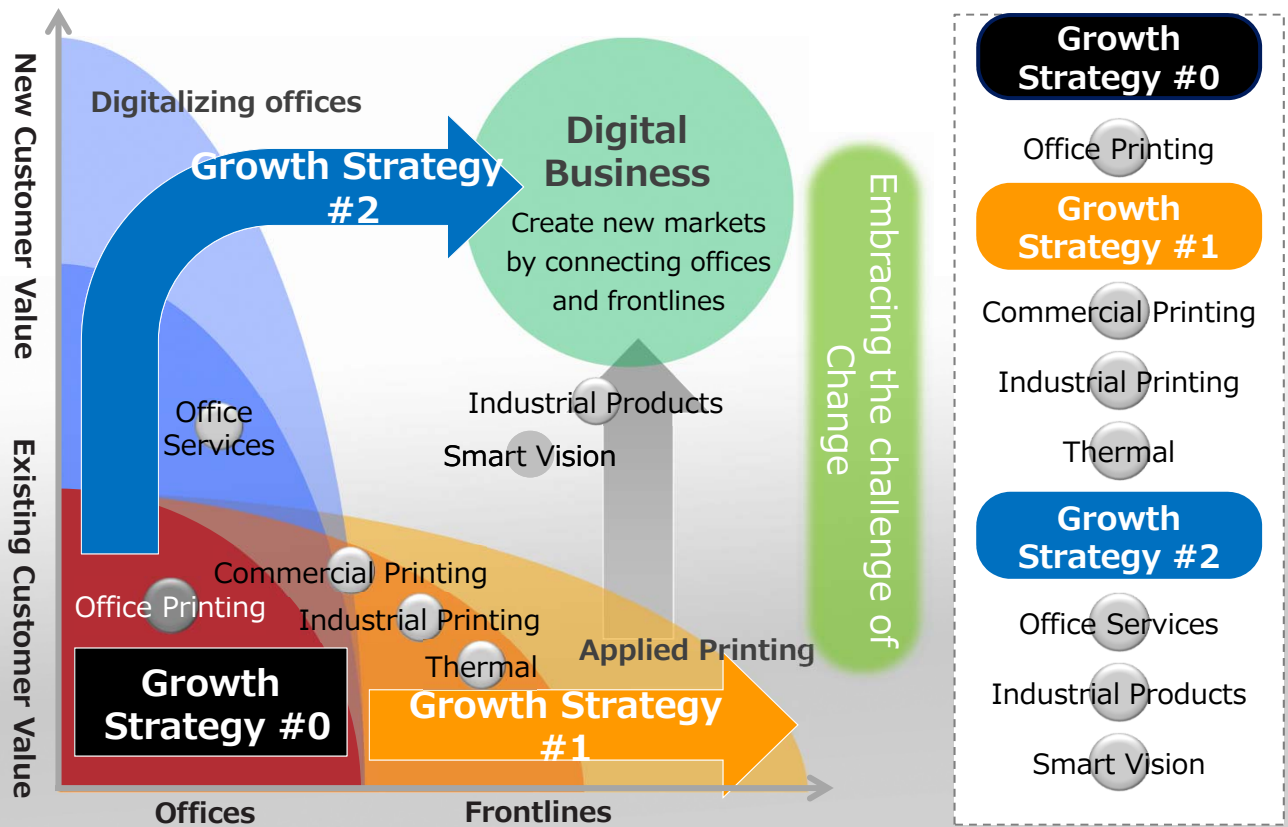 New Customer Value
Existing Customer Value
Digitalizing offices
Growth Strategy
#2
Digital
Business
Create new markets
by connecting offices
and frontlines
Embracing the challenge of
Change
Office
Services
Industrial Products
Smart Vision
Commercial Printing
Office Printing
Industrial Printing
Thermal
Applied Printing
Growth
Strategy #0
Growth Strategy
#1
Offices
Frontlines
Growth
Strategy #0
Office Printing
Growth
Strategy #1
Commercial Printing
Industrial Printing
Thermal
Growth
Strategy #2
Office Services
Industrial Products
Smart Vision